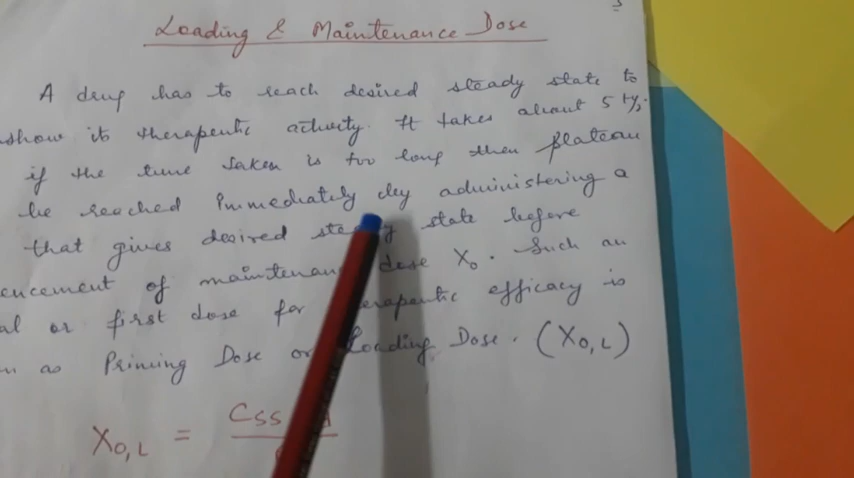 Loading & Maintenance Dose
A drug has to reach desired steady state to
show its therapeutic activity. It takes about 5 t½.
if the time taken is too long then plateau
be reached immediately by administering a
that gives desired steady state before
encement of maintenan dose X₀. Such an
al or first dose for erapeutic efficacy is
n as Priming Dose or Loading Dose. (X₀,L)
X₀,L = Css